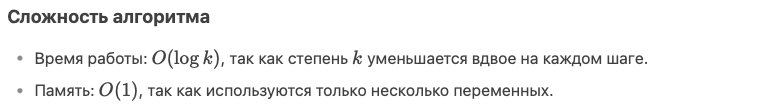 Сложность алгоритма
• Время работы: O(log k), так как степень k уменьшается вдвое на каждом шаге.
• Память: O(1), так как используются только несколько переменных.